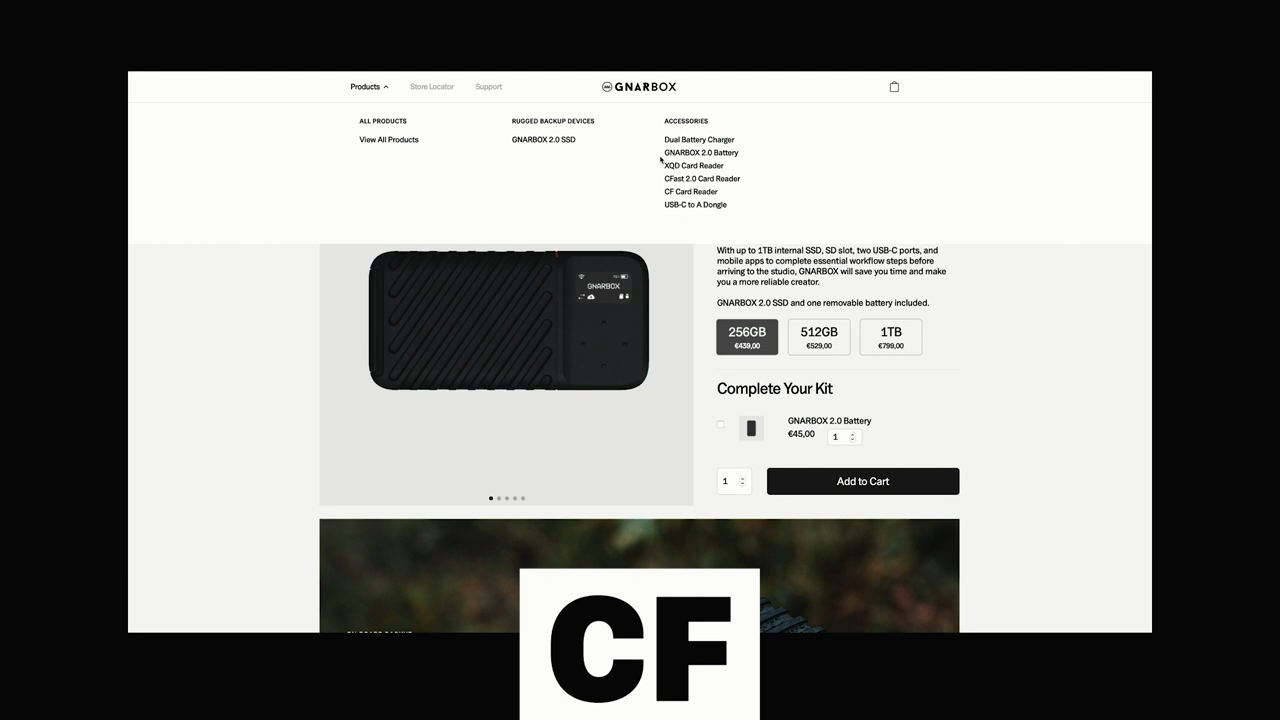 Products Store Locator Support GNARBOX
ALL PRODUCTS RUGGED BACKUP DEVICES ACCESSORIES
View All Products GNARBOX 2.0 SSD Dual Battery Charger
GNARBOX 2.0 Battery
XQD Card Reader
CFast 2.0 Card Reader
CF Card Reader
USB-C to A Dongle
With up to 1TB internal SSD, SD slot, two USB-C ports, and
mobile apps to complete essential workflow steps before
arriving to the studio, GNARBOX will save you time and make
you a more reliable creator.
GNARBOX
GNARBOX 2.0 SSD and one removable battery included.
256GB 512GB 1TB
€439,00 €529,00 €799,00
Complete Your Kit
GNARBOX 2.0 Battery
€45,00 1
1 Add to Cart
CF